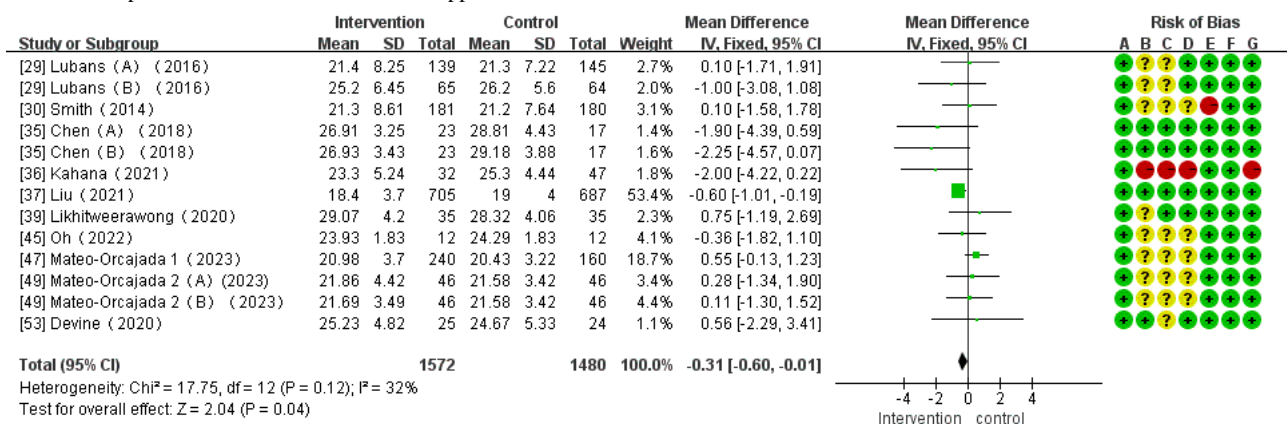 Intervention Control Mean Difference Mean Difference Risk of Bias
Study or Subgroup Mean SD Total Mean SD Total Weight IV, Fixed, 95% CI IV, Fixed, 95% CI A B C D E F G
[29] Lubans (A) (2016) 21.4 8.25 139 21.3 7.22 145 2.7% 0.10 [-1.71, 1.91] + ? ? + + + +
[29] Lubans (B) (2016) 25.2 6.45 65 26.2 5.6 64 2.0% -1.00 [-3.08, 1.08] + ? ? + + + +
[30] Smith (2014) 21.3 8.61 181 21.2 7.64 180 3.1% 0.10 [-1.58, 1.78] + ? ? ? - + +
[35] Chen (A) (2018) 26.91 3.25 23 28.81 4.43 17 1.4% -1.90 [-4.39, 0.59] + + + + + + +
[35] Chen (B) (2018) 26.93 3.43 23 29.18 3.88 17 1.6% -2.25 [-4.57, 0.07] + + + + + + +
[36] Kahana (2021) 23.3 5.24 32 25.3 4.44 47 1.8% -2.00 [-4.22, 0.22] + - - - + + -
[37] Liu (2021) 18.4 3.7 705 19 4 687 53.4% -0.60 [-1.01, -0.19] + + + + + + +
[39] Likhitweerawong (2020) 29.07 4.2 35 28.32 4.06 35 2.3% 0.75 [-1.19, 2.69] + ? + + + + +
[45] Oh (2022) 23.93 1.83 12 24.29 1.83 12 4.1% -0.36 [-1.82, 1.10] + ? ? ? + + +
[47] Mateo-Orcajada 1 (2023) 20.98 3.7 240 20.43 3.22 160 18.7% 0.55 [-0.13, 1.23] + ? ? ? + + +
[49] Mateo-Orcajada 2 (A) (2023) 21.86 4.42 46 21.58 3.42 46 3.4% 0.28 [-1.34, 1.90] + ? ? ? + + +
[49] Mateo-Orcajada 2 (B) (2023) 21.69 3.49 46 21.58 3.42 46 4.4% 0.11 [-1.30, 1.52] + ? ? ? + + +
[53] Devine (2020) 25.23 4.82 25 24.67 5.33 24 1.1% 0.56 [-2.29, 3.41] + + ? + + + +
Total (95% CI) 1572 1480 100.0% -0.31 [-0.60, -0.01]
Heterogeneity: Chi² = 17.75, df = 12 (P = 0.12); I² = 32%
Test for overall effect: Z = 2.04 (P = 0.04)
-4 -2 0 2 4
Intervention control